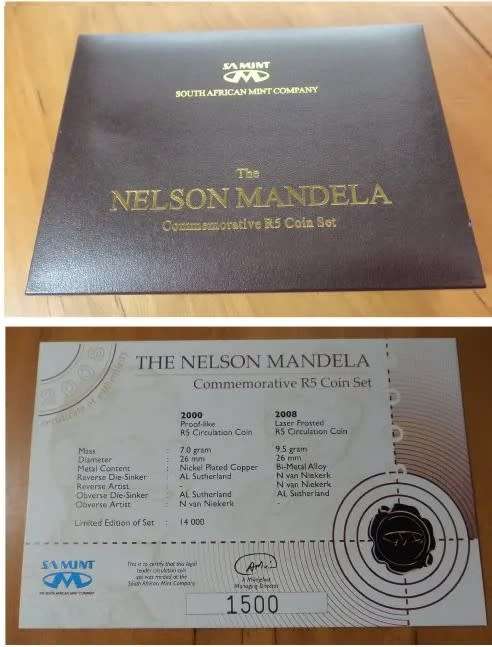 SA MINT
SOUTH AFRICAN MINT COMPANY
The
NELSON MANDELA
Commemorative R5 Coin Set
2008
THE NELSON MANDELA
Commemorative R5 Coin Set
2000 2008
Proof-like Laser Frosted
R5 Circulation Coin R5 Circulation Coin
Mass : 7.0 gram 9.5 gram
Diameter : 26 mm 26 mm
Metal Content : Nickel Plated Copper Bi-Metal Alloy
Reverse Die-Sinker : AL Sutherland N van Niekerk
Reverse Artist : N van Niekerk
Obverse Die-Sinker : AL Sutherland AL Sutherland
Obverse Artist : N van Niekerk -
Limited Edition of Set : 14 000
SA MINT
THE SOUTH AFRICAN MINT COMPANY
This is to certify that this legal
tender circulation coin
set was minted at the
South African Mint Company
Managing Director
1500